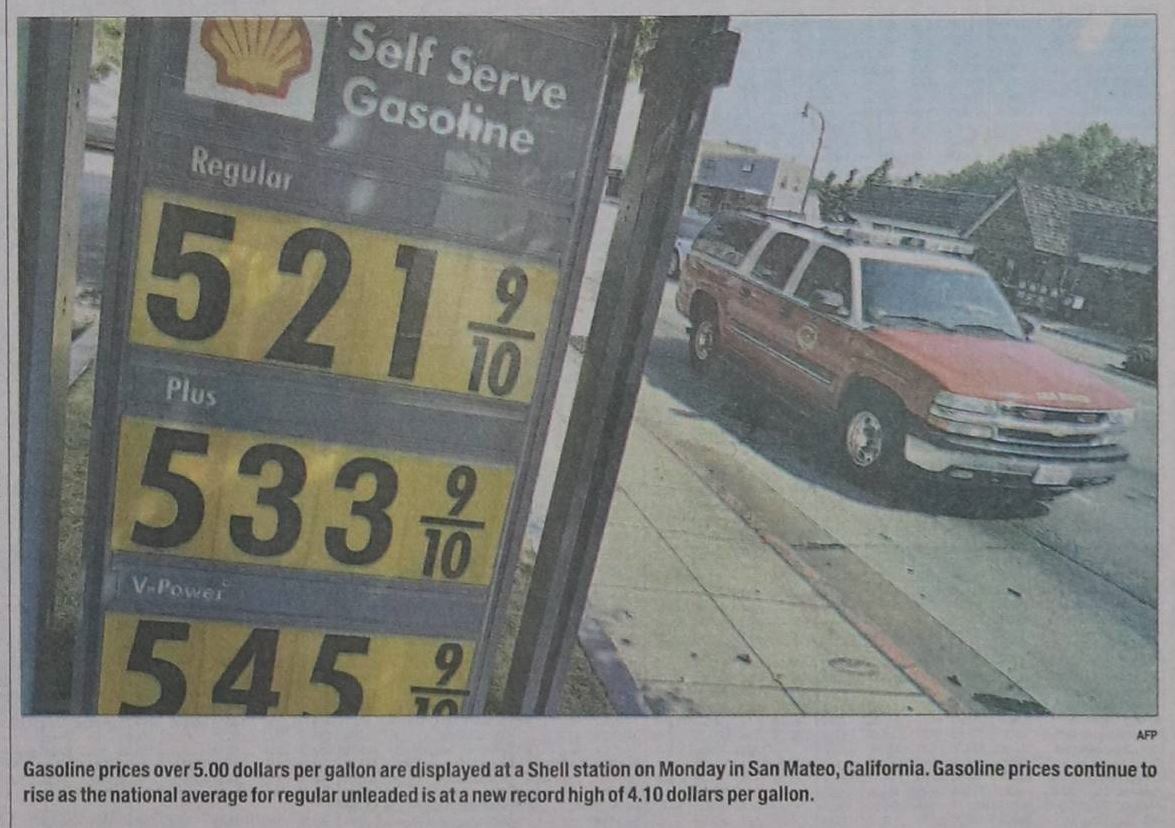 Self Serve
Gasoline
Regular
521 9/10
Plus
533 9/10
V-Power
545 9/10
AFP
Gasoline prices over 5.00 dollars per gallon are displayed at a Shell station on Monday in San Mateo, California. Gasoline prices continue to
rise as the national average for regular unleaded is at a new record high of 4.10 dollars per gallon.